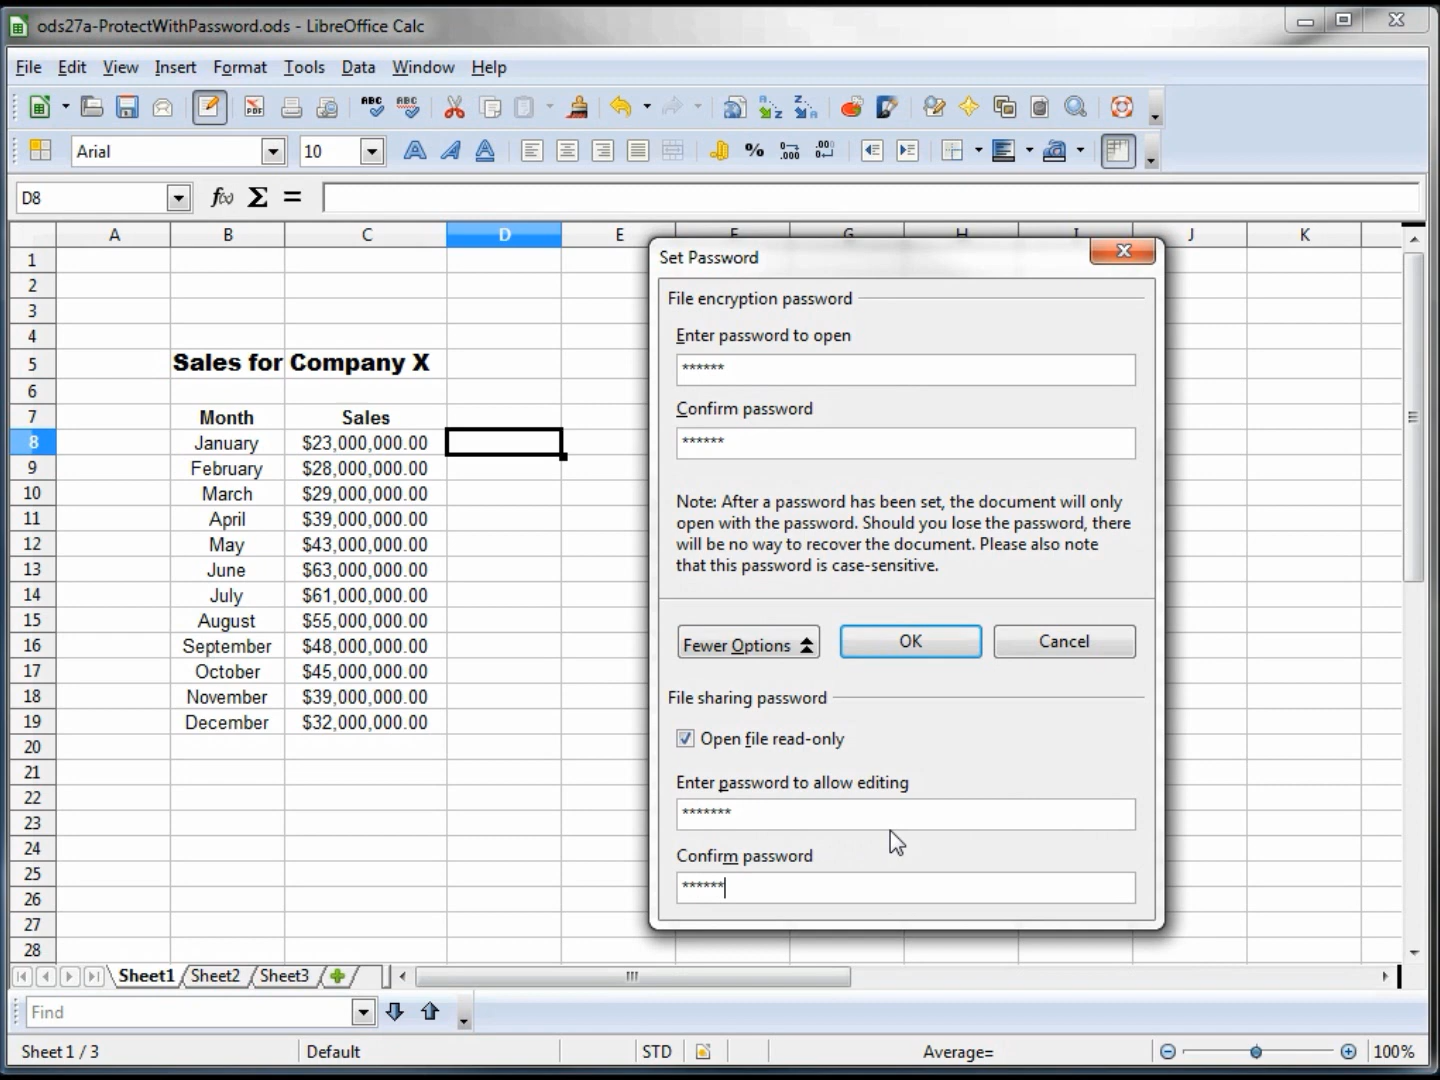 ods27a-ProtectWithPassword.ods - LibreOffice Calc
File Edit View Insert Format Tools Data Window Help
PDF ABC ABC
Arial 10 A A A % 0.000 .000
D8 f(x) Σ =
A B C D E F G H I J K
1
2
3
4
5 Sales for Company X
6
7 Month Sales
8 January $23,000,000.00
9 February $28,000,000.00
10 March $29,000,000.00
11 April $39,000,000.00
12 May $43,000,000.00
13 June $63,000,000.00
14 July $61,000,000.00
15 August $55,000,000.00
16 September $48,000,000.00
17 October $45,000,000.00
18 November $39,000,000.00
19 December $32,000,000.00
20
21
22
23
24
25
26
27
28
Set Password
File encryption password
Enter password to open
******
Confirm password
******
Note: After a password has been set, the document will only
open with the password. Should you lose the password, there
will be no way to recover the document. Please also note
that this password is case-sensitive.
Fewer Options OK Cancel
File sharing password
Open file read-only
Enter password to allow editing
*******
Confirm password
******
Sheet1 Sheet2 Sheet3
Find
Sheet 1 / 3 Default STD Average= 100%